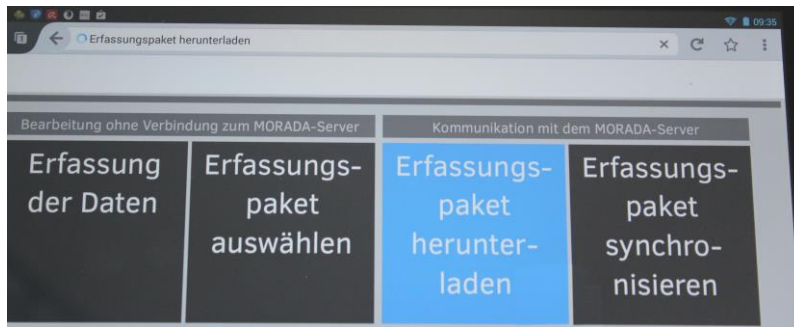 09:35
Erfassungspaket herunterladen
Bearbeitung ohne Verbindung zum MORADA-Server
Kommunikation mit dem MORADA-Server
Erfassung
der Daten
Erfassungs-
paket
auswählen
Erfassungs-
paket
herunter-
laden
Erfassungs-
paket
synchro-
nisieren